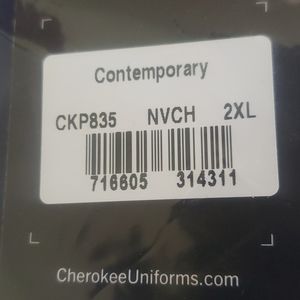 Contemporary
CKP835 NVCH 2XL
716605 314311
CherokeeUniforms.com